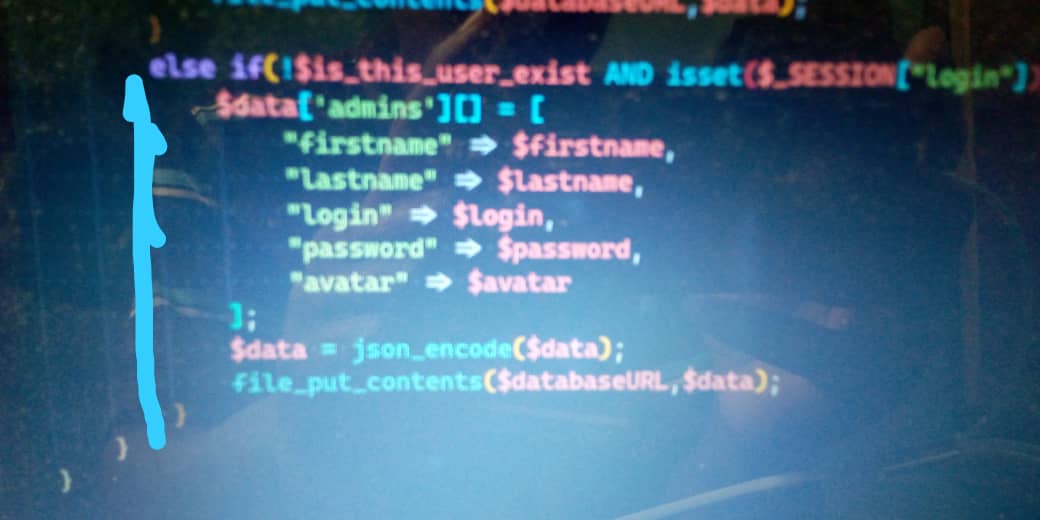 file_put_contents($databaseURL,$data);
}
else if(!$is_this_user_exist AND isset($_SESSION["login"])
$data['admins'][] = [
"firstname" => $firstname,
"lastname" => $lastname,
"login" => $login,
"password" => $password,
"avatar" => $avatar
];
$data = json_encode($data);
file_put_contents($databaseURL,$data);
}
}
}